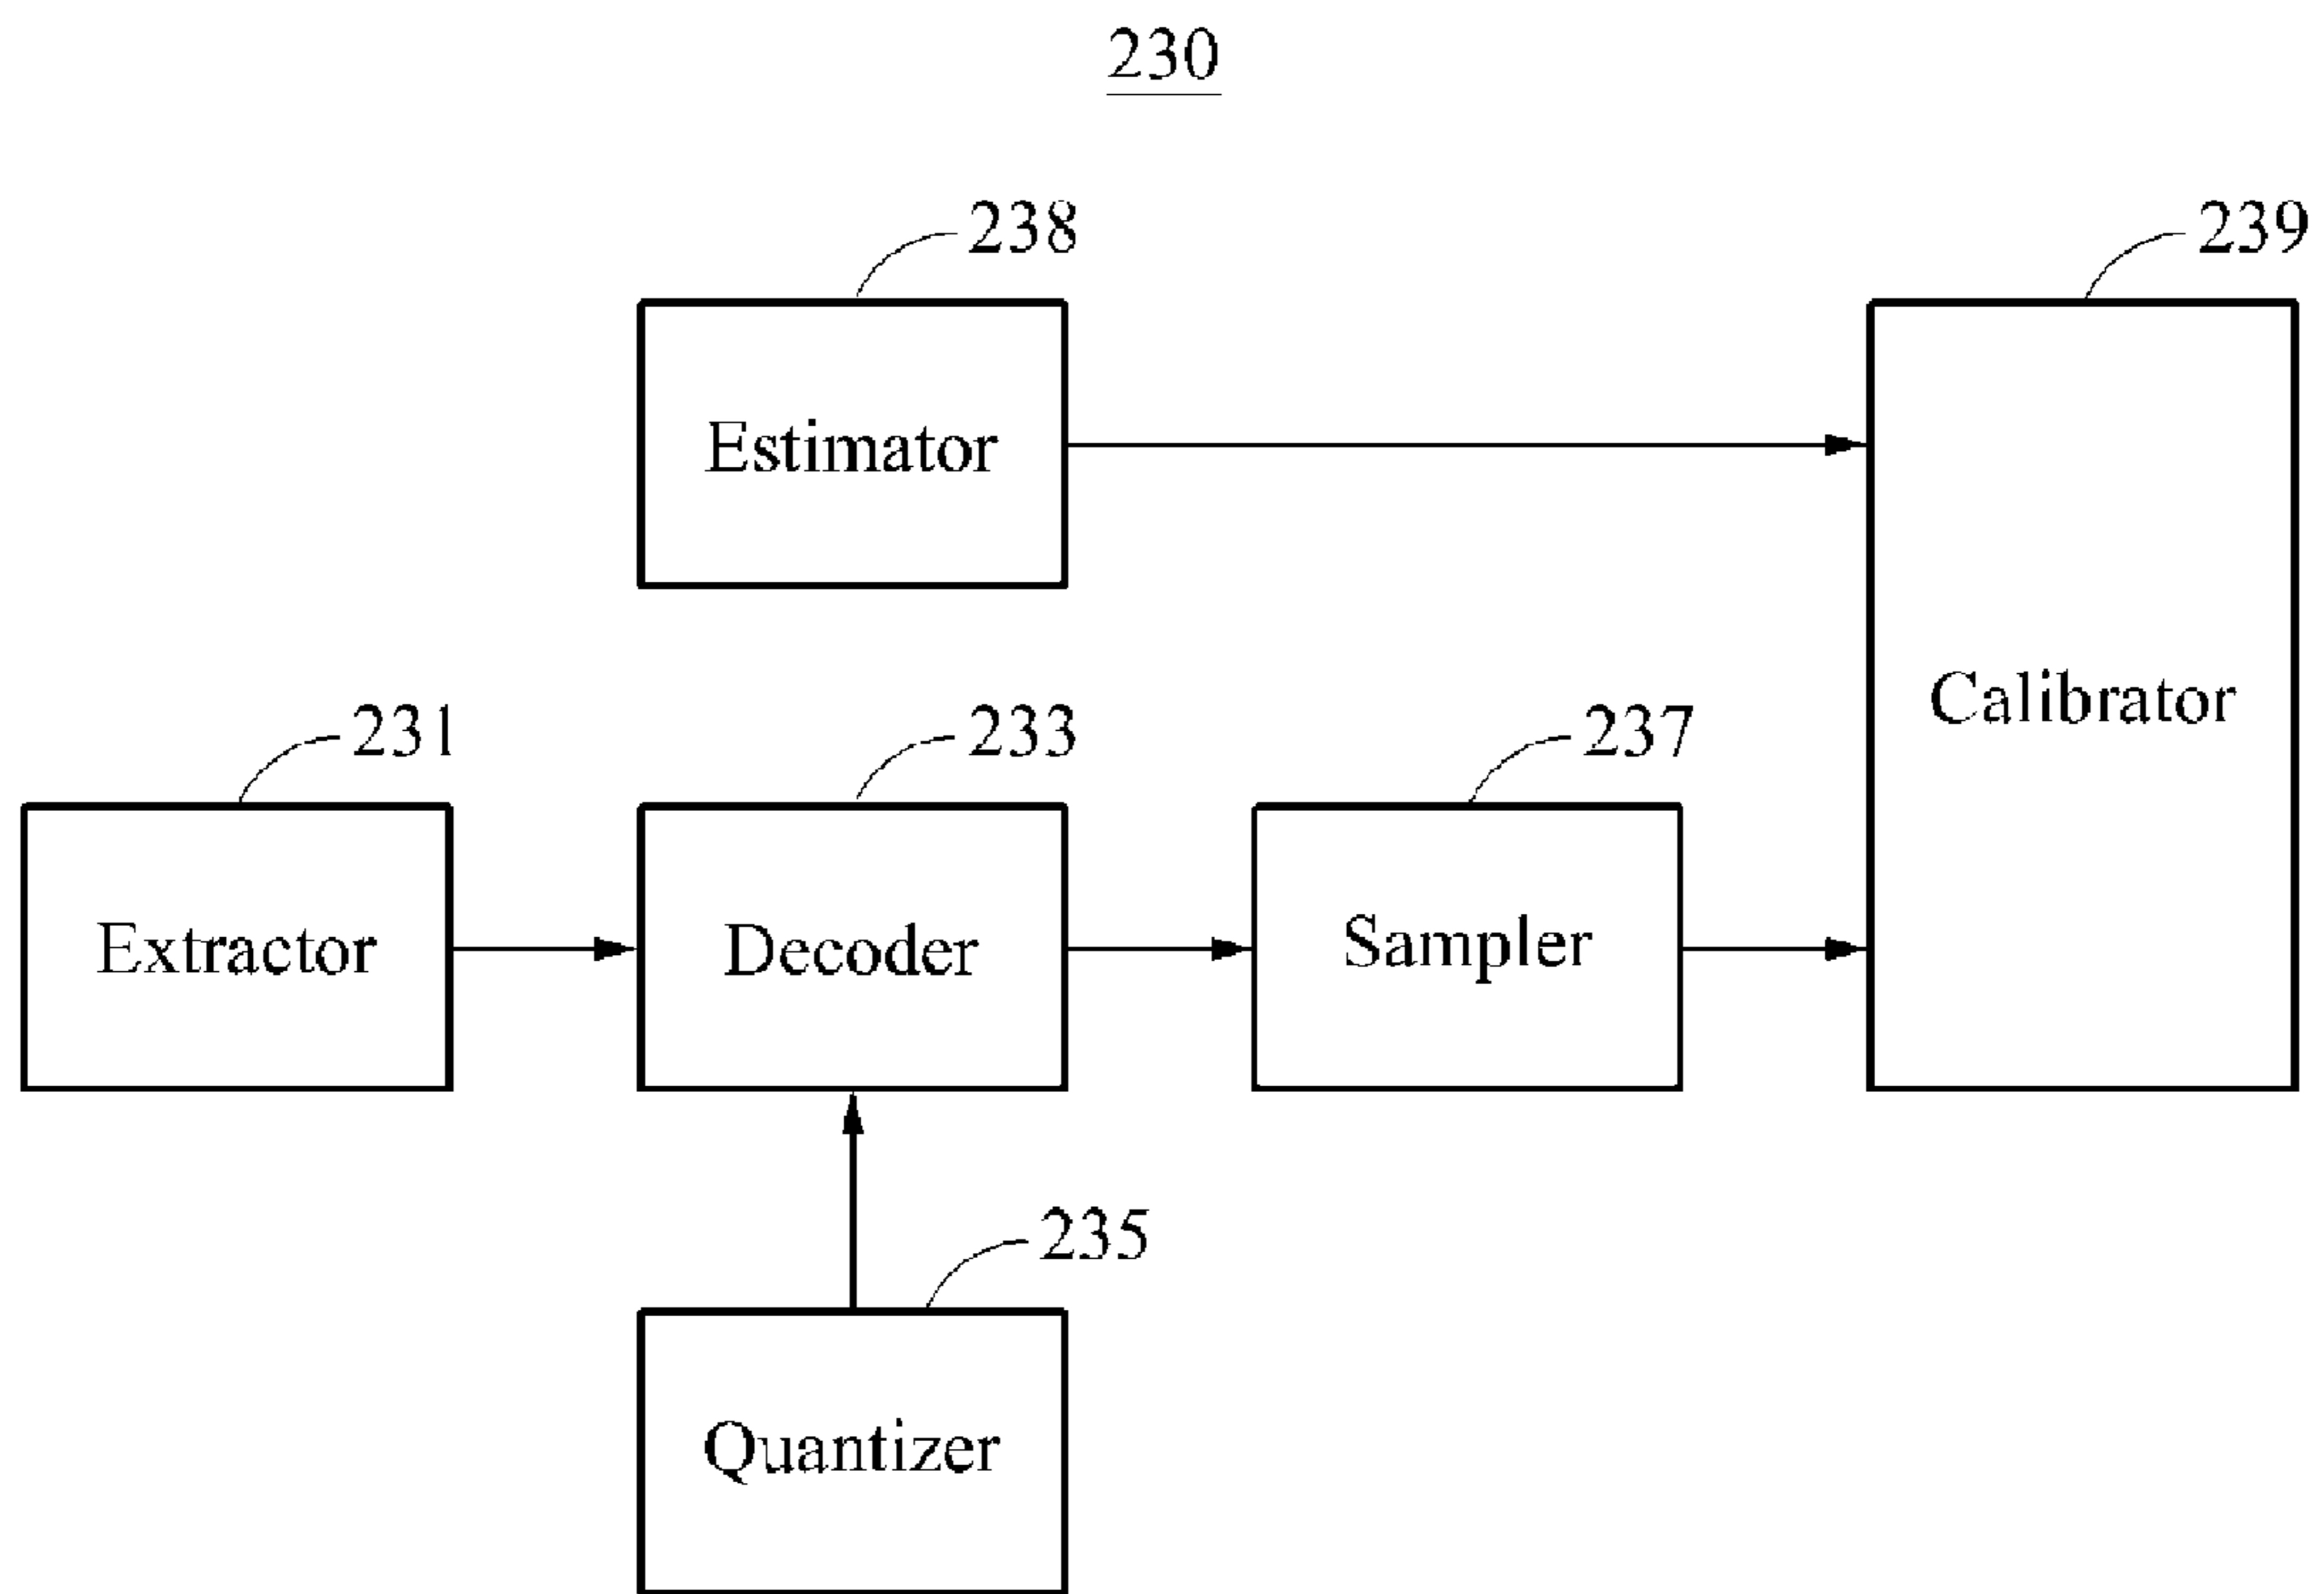 230
238
239
Estimator
Calibrator
231
233
237
Extractor
Decoder
Sampler
235
Quantizer